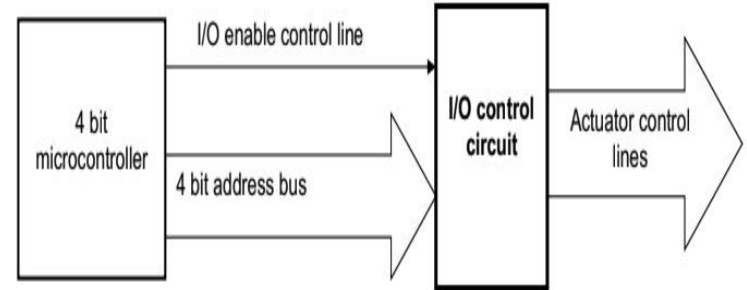 I/O enable control line
4 bit
microcontroller
4 bit address bus
I/O control
circuit
Actuator control
lines